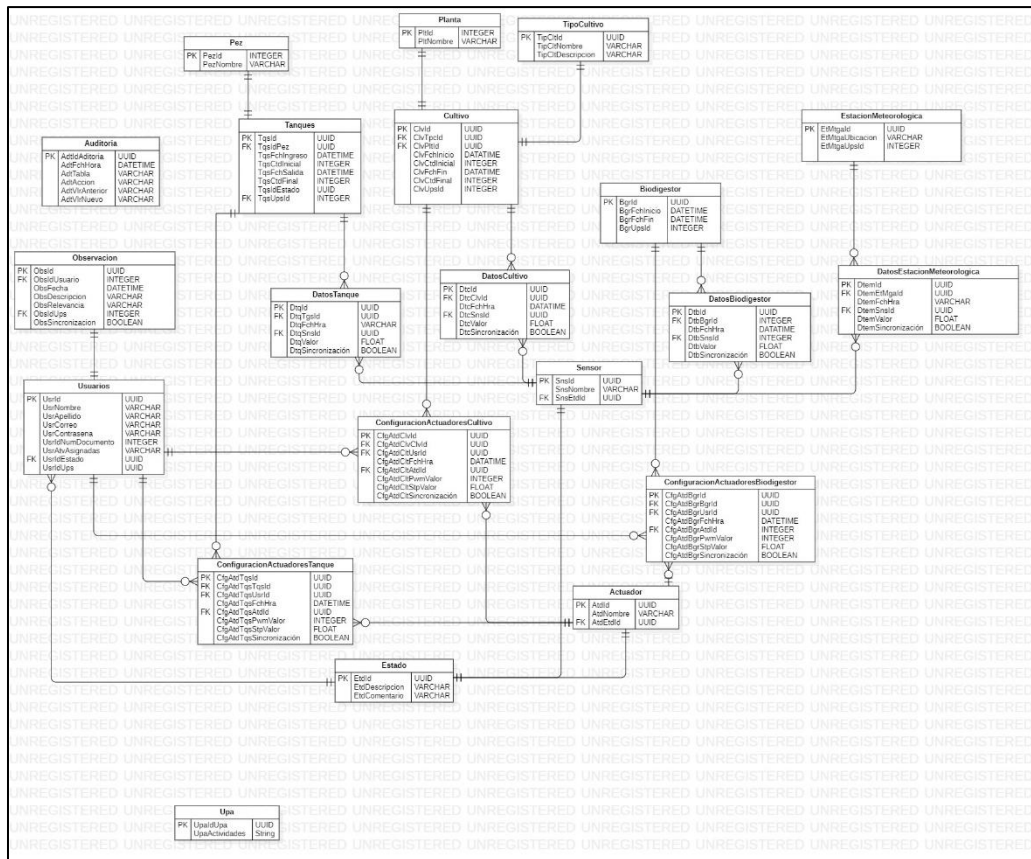 Planta
PK PltId INTEGER
PltNombre VARCHAR
TipoCultivo
PK TipCltId UUID
TipCltNombre VARCHAR
TipCltDescripcion VARCHAR
Pez
PK PezId INTEGER
PezNombre VARCHAR
Tanques
PK TqsId UUID
FK TqsIdPez UUID
TqsFchIngreso DATETIME
TqsCtdInicial INTEGER
TqsFchSalida DATETIME
TqsCtdFinal INTEGER
TqsIdEstado UUID
FK TqsUpsId INTEGER
Cultivo
PK ClvId UUID
FK ClvTpcId UUID
FK ClvPltId UUID
ClvFchInicio DATATIME
ClvCtdInicial INTEGER
ClvFchFin DATATIME
ClvCtdFinal INTEGER
ClvUpsId INTEGER
EstacionMeteorologica
PK EtMtgaId UUID
EtMtgaUbicacion VARCHAR
EtMtgaUpsId INTEGER
Auditoria
PK AdtIdAditoria UUID
AdtFchHora DATETIME
AdtTabla VARCHAR
AdtAccion VARCHAR
AdtVlrAnterior VARCHAR
AdtVlrNuevo VARCHAR
Biodigestor
PK BgrId UUID
BgrFchInicio DATETIME
BgrFchFin DATETIME
BgrUpsId INTEGER
Observacion
PK ObsId UUID
FK ObsIdUsuario INTEGER
ObsFecha DATETIME
ObsDescripcion VARCHAR
ObsRelevancia VARCHAR
FK ObsIdUps INTEGER
ObsSincronizacion BOOLEAN
DatosTanque
PK DtqId UUID
FK DtqTgsId UUID
DtqFchHra VARCHAR
FK DtqSnsId UUID
DtqValor FLOAT
DtqSincronización BOOLEAN
DatosCultivo
PK DtcId UUID
FK DtcClvId UUID
DtcFchHra DATATIME
FK DtcSnsId UUID
DtcValor FLOAT
DtcSincronización BOOLEAN
DatosBiodigestor
PK DtbId UUID
FK DtbBgrId INTEGER
DtbFchHra DATATIME
FK DtbSnsId INTEGER
DtbValor FLOAT
DtbSincronización BOOLEAN
DatosEstacionMeteorologica
PK DtemId UUID
FK DtemEtMgaId UUID
DtemFchHra VARCHAR
FK DtemSnsId UUID
DtemValor FLOAT
DtemSincronización BOOLEAN
Sensor
PK SnsId UUID
SnsNombre VARCHAR
FK SnsEtdId UUID
Usuarios
PK UsrId UUID
UsrNombre VARCHAR
UsrApellido VARCHAR
UsrCorreo VARCHAR
UsrContrasena VARCHAR
UsrIdNumDocumento INTEGER
UsrAtvAsignadas VARCHAR
FK UsrIdEstado UUID
UsrIdUps UUID
ConfiguracionActuadoresCultivo
PK CfgAtdClvId UUID
FK CfgAtdClvClvId UUID
FK CfgAtdCltUsrId UUID
CfgAtdCltFchHra DATATIME
FK CfgAtdCltAtdId UUID
CfgAtdCltPwmValor INTEGER
CfgAtdCltStpValor FLOAT
CfgAtdCltSincronización BOOLEAN
ConfiguracionActuadoresBiodigestor
PK CfgAtdBgrId UUID
FK CfgAtdBgrBgrId UUID
FK CfgAtdBgrUsrId UUID
CfgAtdBgrFchHra DATETIME
FK CfgAtdBgrAtdId INTEGER
CfgAtdBgrPwmValor INTEGER
CfgAtdBgrStpValor FLOAT
CfgAtdBgrSincronización BOOLEAN
ConfiguracionActuadoresTanque
PK CfgAtdTqsId UUID
FK CfgAtdTqsTqsId UUID
FK CfgAtdTqsUsrId UUID
CfgAtdTqsFchHra DATETIME
FK CfgAtdTqsAtdId UUID
CfgAtdTqsPwmValor INTEGER
CfgAtdTqsStpValor FLOAT
CfgAtdTqsSincronización BOOLEAN
Actuador
PK AtdId UUID
AtdNombre VARCHAR
FK AtdEtdId UUID
Estado
PK EtdId UUID
EtdDescripcion VARCHAR
EtdComentario VARCHAR
Upa
PK UpaIdUpa UUID
UpaActividades String